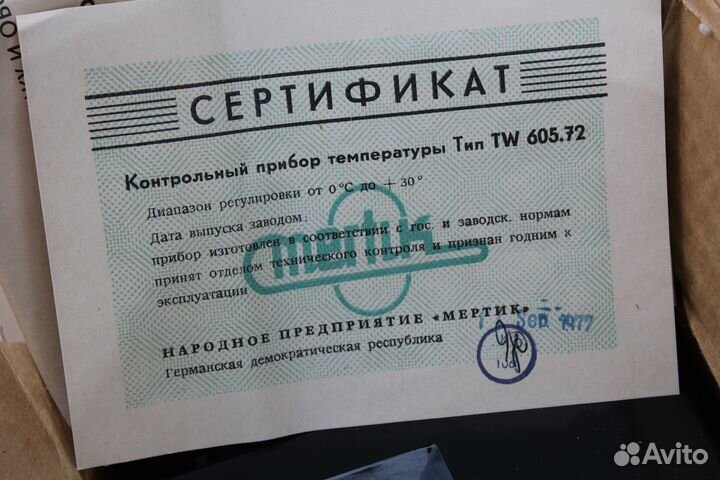 СЕРТИФИКАТ
Контрольный прибор температуры Тип TW 605.72
Диапазон регулировки от 0°С до +30°
Дата выпуска заводом:
прибор изготовлен в соответствии с гос. и заводск. нормам
принят отделом технического контроля и признан годним к
эксплуатации
mertik
НАРОДНОЕ ПРЕДПРИЯТИЕ «МЕРТИК»
Германская демократическая республика
1977
Avito